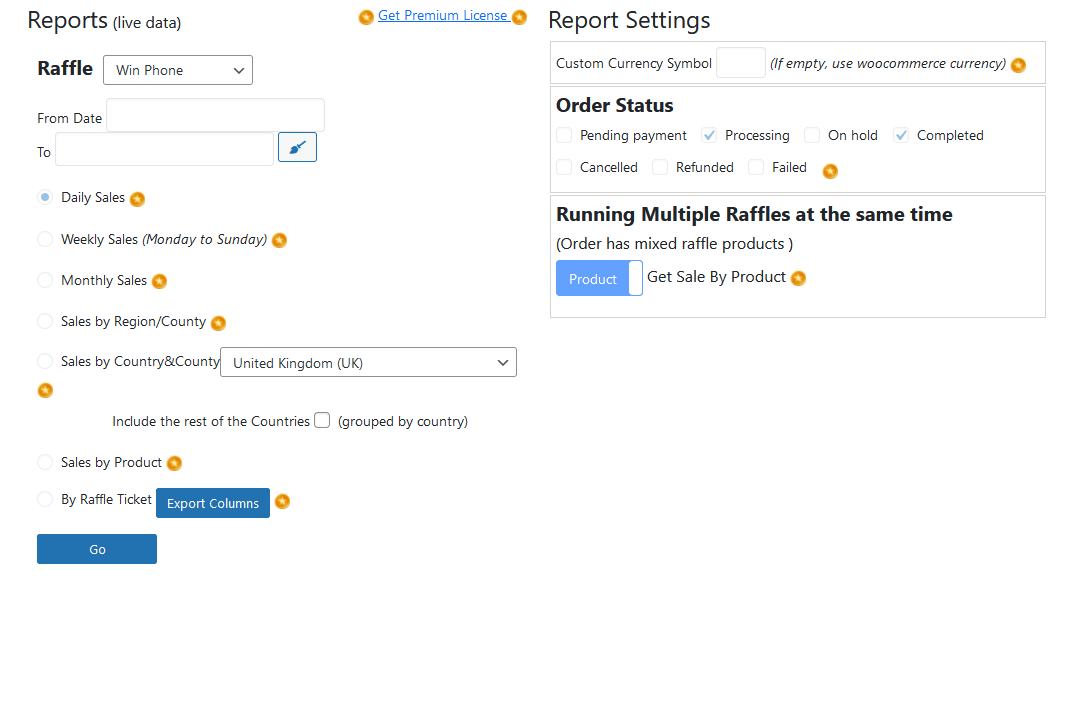 Reports (live data)
Get Premium License
Raffle Win Phone
From Date
To
Daily Sales
Weekly Sales (Monday to Sunday)
Monthly Sales
Sales by Region/County
Sales by Country&County United Kingdom (UK)
Include the rest of the Countries (grouped by country)
Sales by Product
By Raffle Ticket Export Columns
Go
Report Settings
Custom Currency Symbol (If empty, use woocommerce currency)
Order Status
Pending payment Processing On hold Completed
Cancelled Refunded Failed
Running Multiple Raffles at the same time
(Order has mixed raffle products )
Product Get Sale By Product